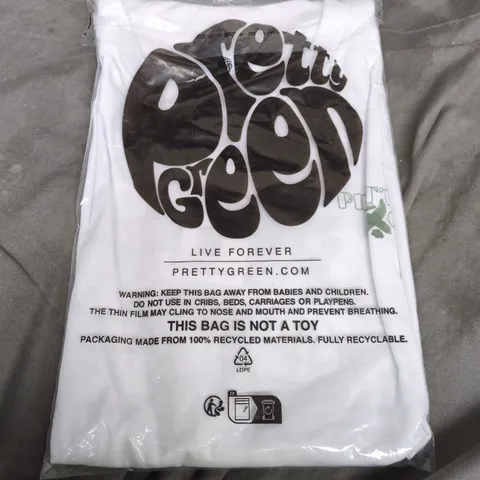 Pretty
Green
LIVE FOREVER
PRETTYGREEN.COM
WARNING: KEEP THIS BAG AWAY FROM BABIES AND CHILDREN.
DO NOT USE IN CRIBS, BEDS, CARRIAGES OR PLAYPENS.
THE THIN FILM MAY CLING TO NOSE AND MOUTH AND PREVENT BREATHING.
THIS BAG IS NOT A TOY
PACKAGING MADE FROM 100% RECYCLED MATERIALS. FULLY RECYCLABLE.
04
LDPE